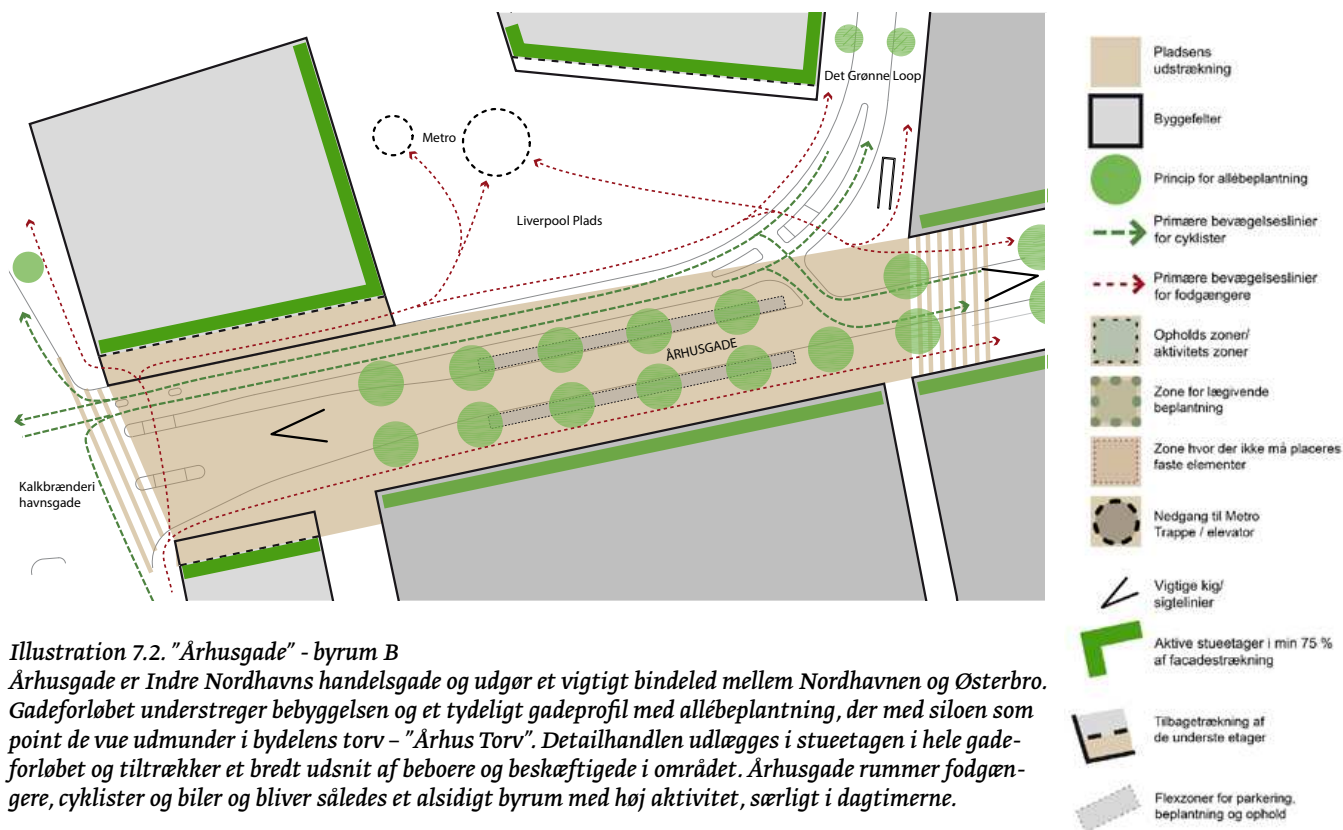 Det Grønne Loop
Metro
Liverpool Plads
ÅRHUSGADE
Kalkbrænderi
havnsgade
Pladsens
udstrækning
Byggefelter
Princip for allébeplantning
Primære bevægelseslinier
for cyklister
Primære bevægelseslinier
for fodgængere
Opholds zoner/
aktivitets zoner
Zone for lægivende
beplantning
Zone hvor der ikke må placeres
faste elementer
Nedgang til Metro
Trappe / elevator
Vigtige kig/
sigtelinier
Aktive stueetager i min 75 %
af facadestrækning
Tilbagetrækning af
de underste etager
Flexzoner for parkering,
beplantning og ophold
Illustration 7.2. ”Århusgade” - byrum B
Århusgade er Indre Nordhavns handelsgade og udgør et vigtigt bindeled mellem Nordhavnen og Østerbro.
Gadeforløbet understreger bebyggelsen og et tydeligt gadeprofil med allébeplantning, der med siloen som
point de vue udmunder i bydelens torv – ”Århus Torv”. Detailhandlen udlægges i stueetagen i hele gade-
forløbet og tiltrækker et bredt udsnit af beboere og beskæftigede i området. Århusgade rummer fodgæn-
gere, cyklister og biler og bliver således et alsidigt byrum med høj aktivitet, særligt i dagtimerne.